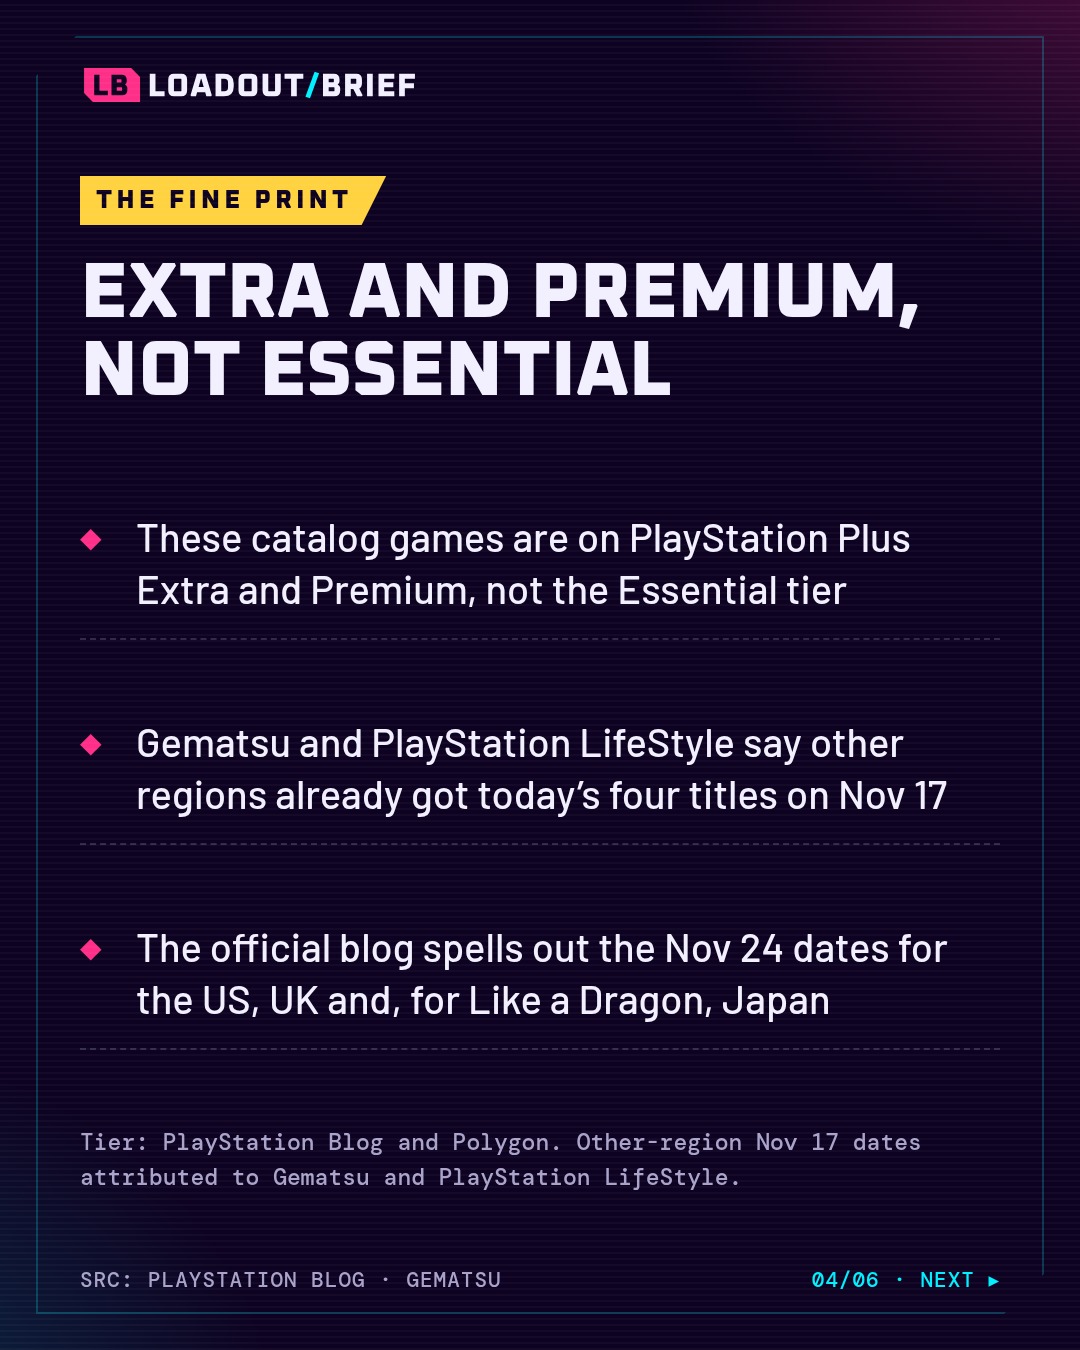 LB LOADOUT/BRIEF
THE FINE PRINT
EXTRA AND PREMIUM,
NOT ESSENTIAL
These catalog games are on PlayStation Plus
Extra and Premium, not the Essential tier
Gematsu and PlayStation LifeStyle say other
regions already got today’s four titles on Nov 17
The official blog spells out the Nov 24 dates for
the US, UK and, for Like a Dragon, Japan
Tier: PlayStation Blog and Polygon. Other-region Nov 17 dates
attributed to Gematsu and PlayStation LifeStyle.
SRC: PLAYSTATION BLOG · GEMATSU
04/06 · NEXT ▶